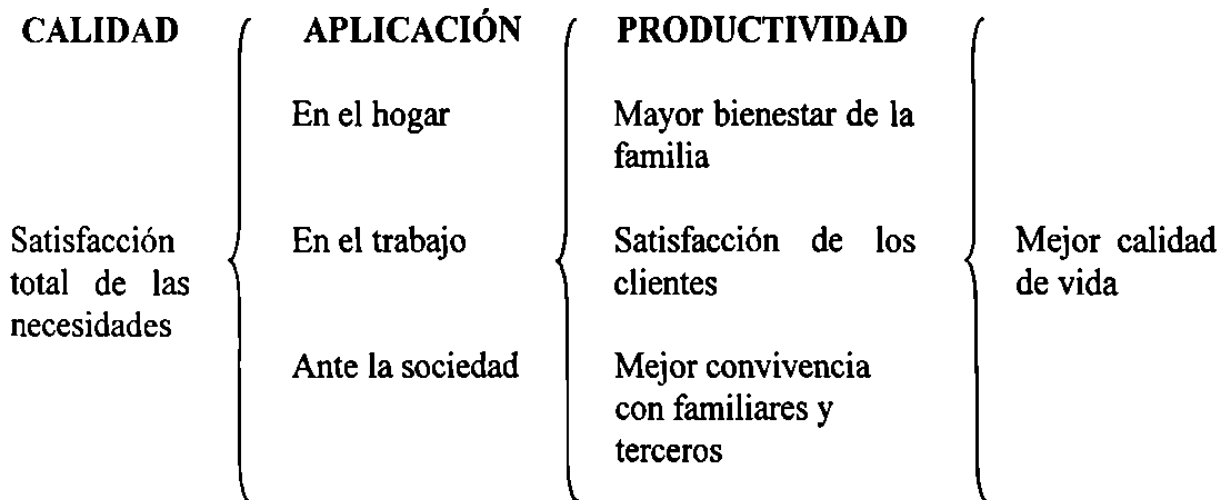 CALIDAD
APLICACIÓN
PRODUCTIVIDAD
En el hogar
Mayor bienestar de la
familia
Satisfacción
total de las
necesidades
En el trabajo
Satisfacción de los
clientes
Mejor calidad
de vida
Ante la sociedad
Mejor convivencia
con familiares y
terceros